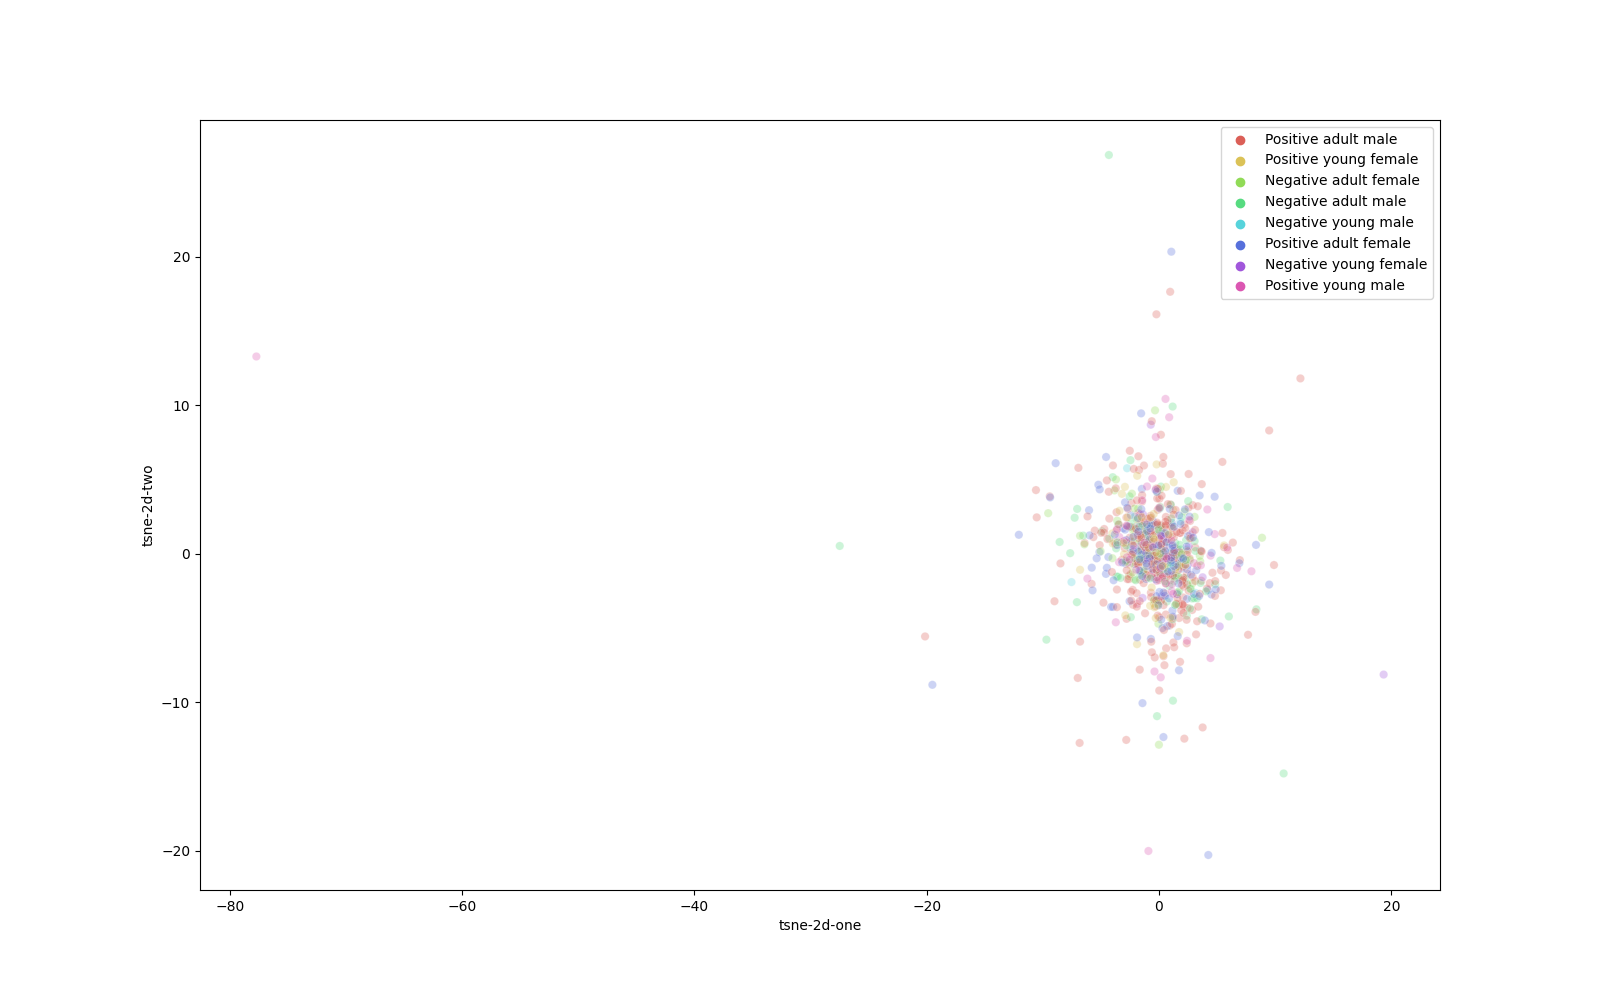 Positive adult male
Positive young female
Negative adult female
Negative adult male
Negative young male
Positive adult female
Negative young female
Positive young male
20
10
0
−10
−20
tsne-2d-two
−80
−60
−40
−20
0
20
tsne-2d-one